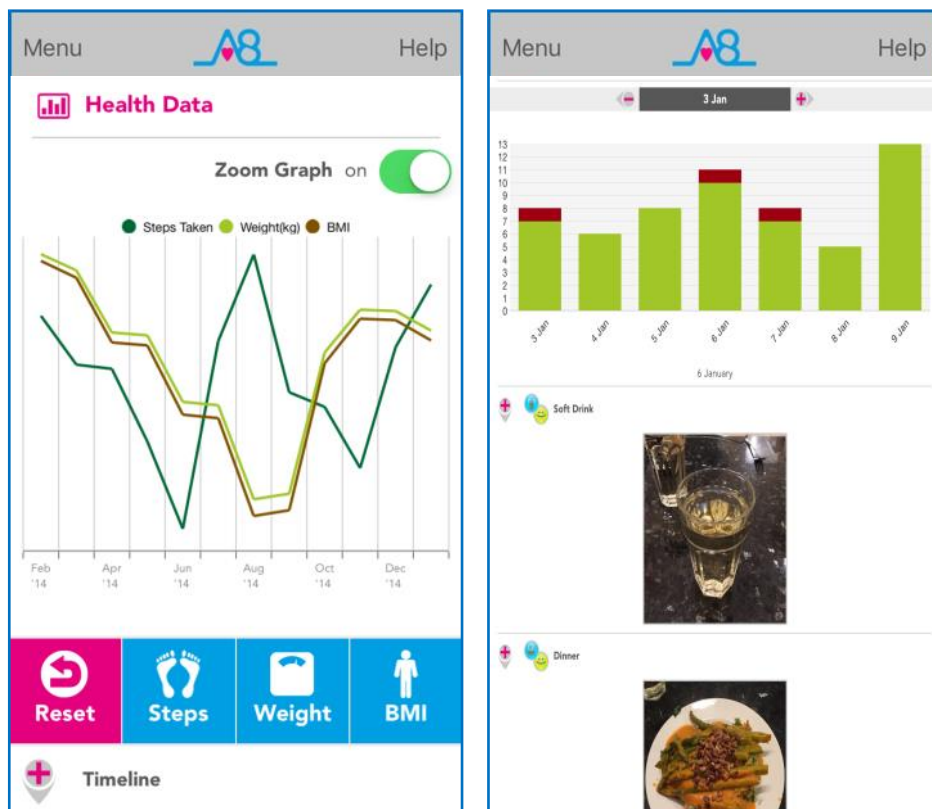 Menu
A8
Help
Health Data
Zoom Graph on
Steps Taken Weight(kg) BMI
Feb '14
Apr '14
Jun '14
Aug '14
Oct '14
Dec '14
Reset
Steps
Weight
BMI
Timeline
Menu
A8
Help
3 Jan
13
12
11
10
9
8
7
6
5
4
3
2
1
0
3 Jan
4 Jan
5 Jan
6 Jan
7 Jan
8 Jan
9 Jan
6 January
Soft Drink
Dinner